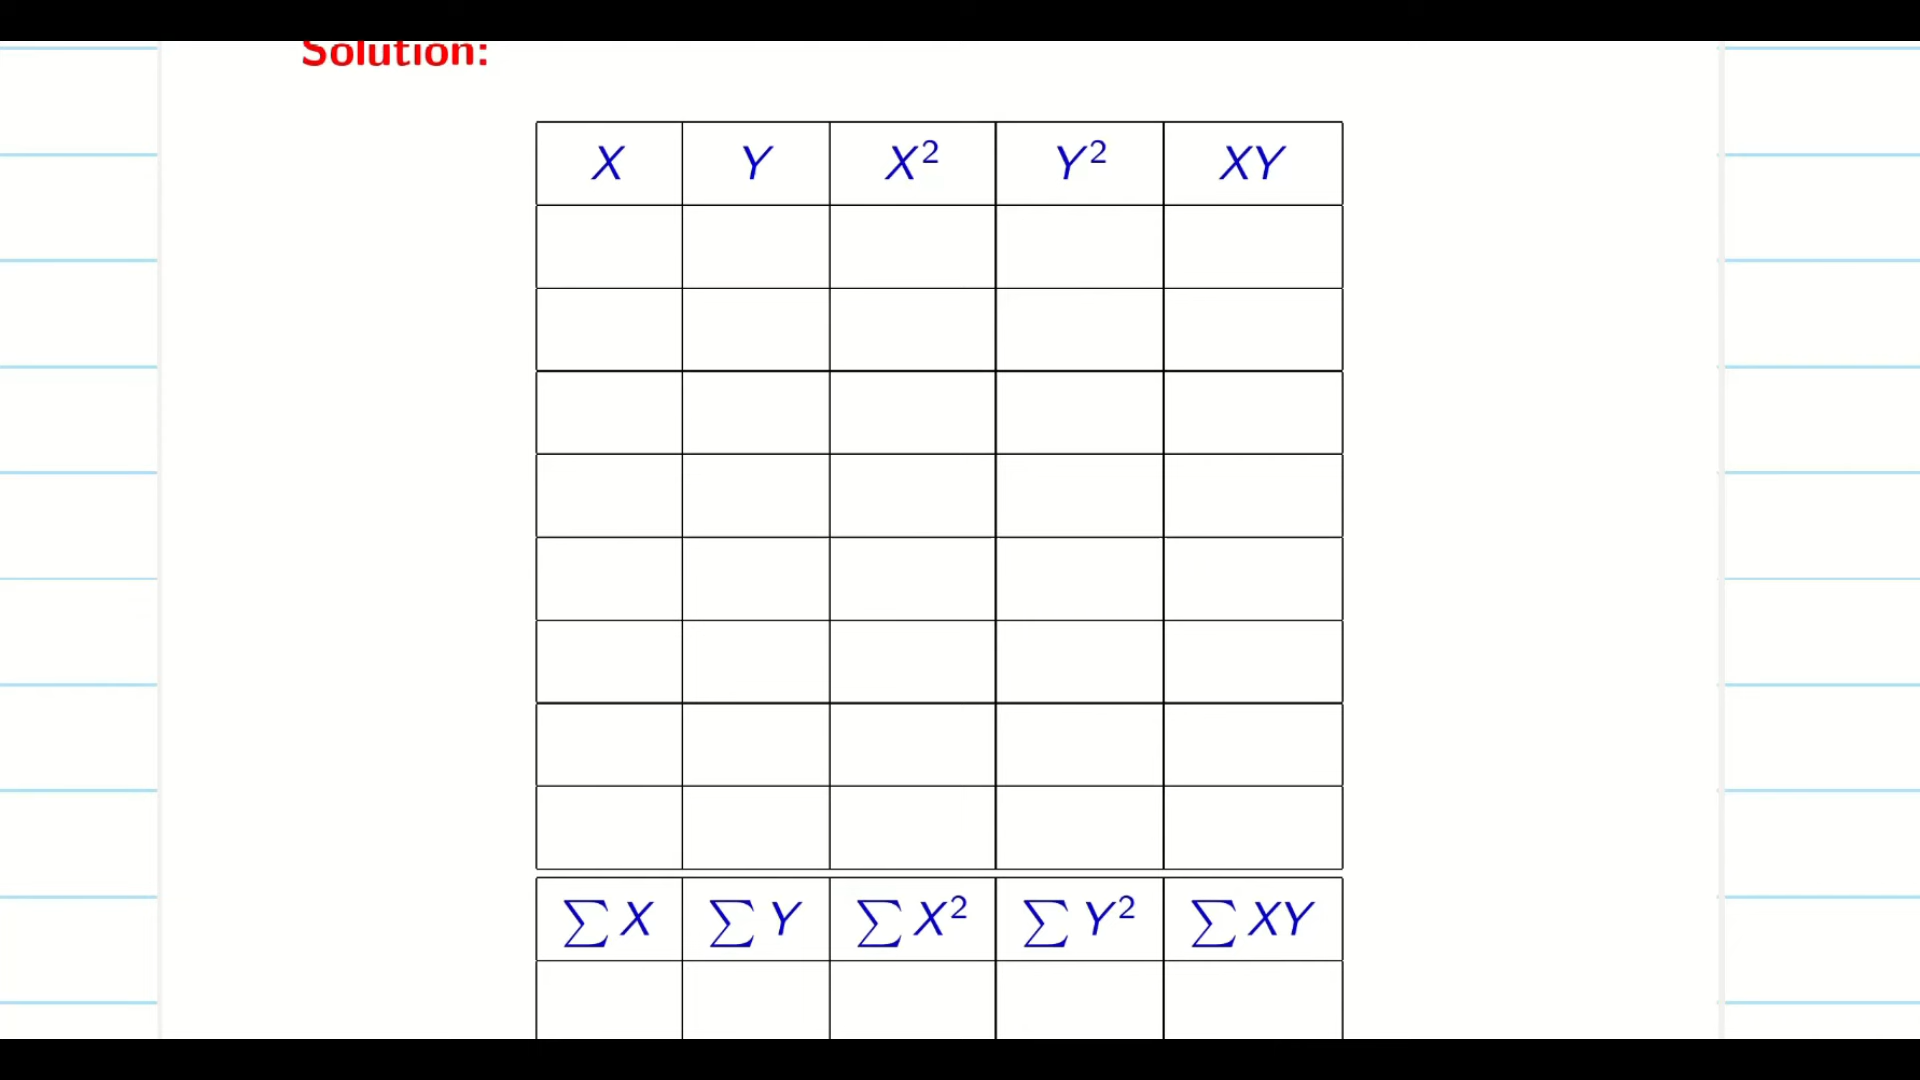 Solution:
X Y X² Y² XY
∑ X ∑ Y ∑ X² ∑ Y² ∑ XY